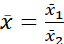 x̄ = x̄₁ / x̄₂